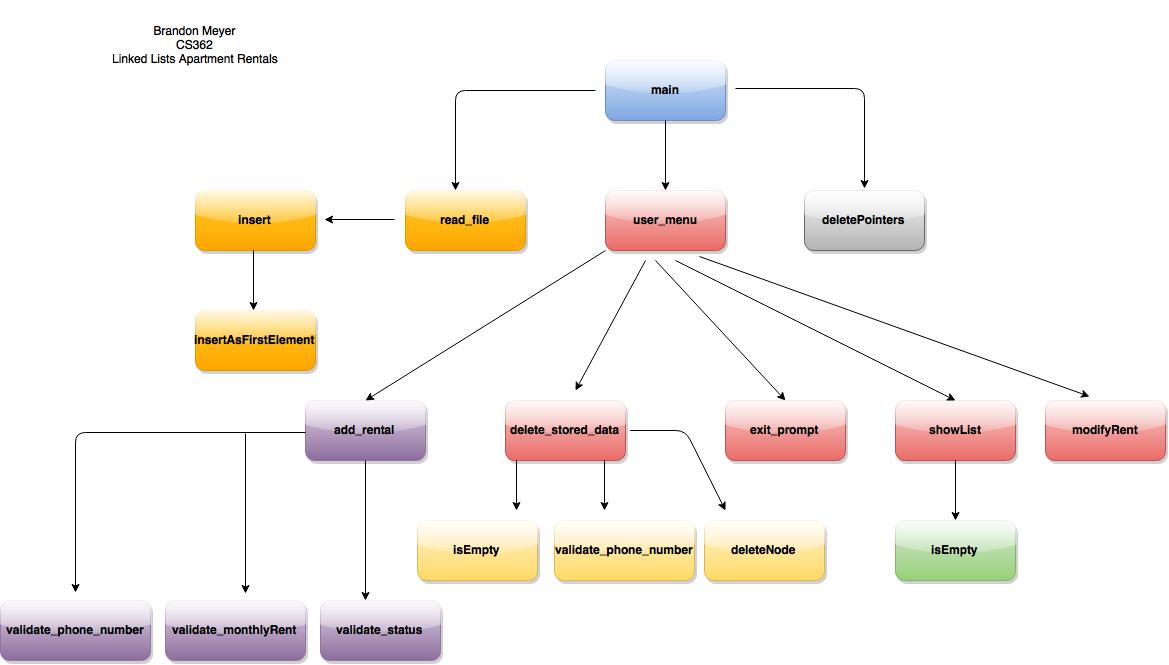 Brandon Meyer
CS362
Linked Lists Apartment Rentals
main
insert
read_file
user_menu
deletePointers
insertAsFirstElement
add_rental
delete_stored_data
exit_prompt
showList
modifyRent
isEmpty
validate_phone_number
deleteNode
isEmpty
validate_phone_number
validate_monthlyRent
validate_status